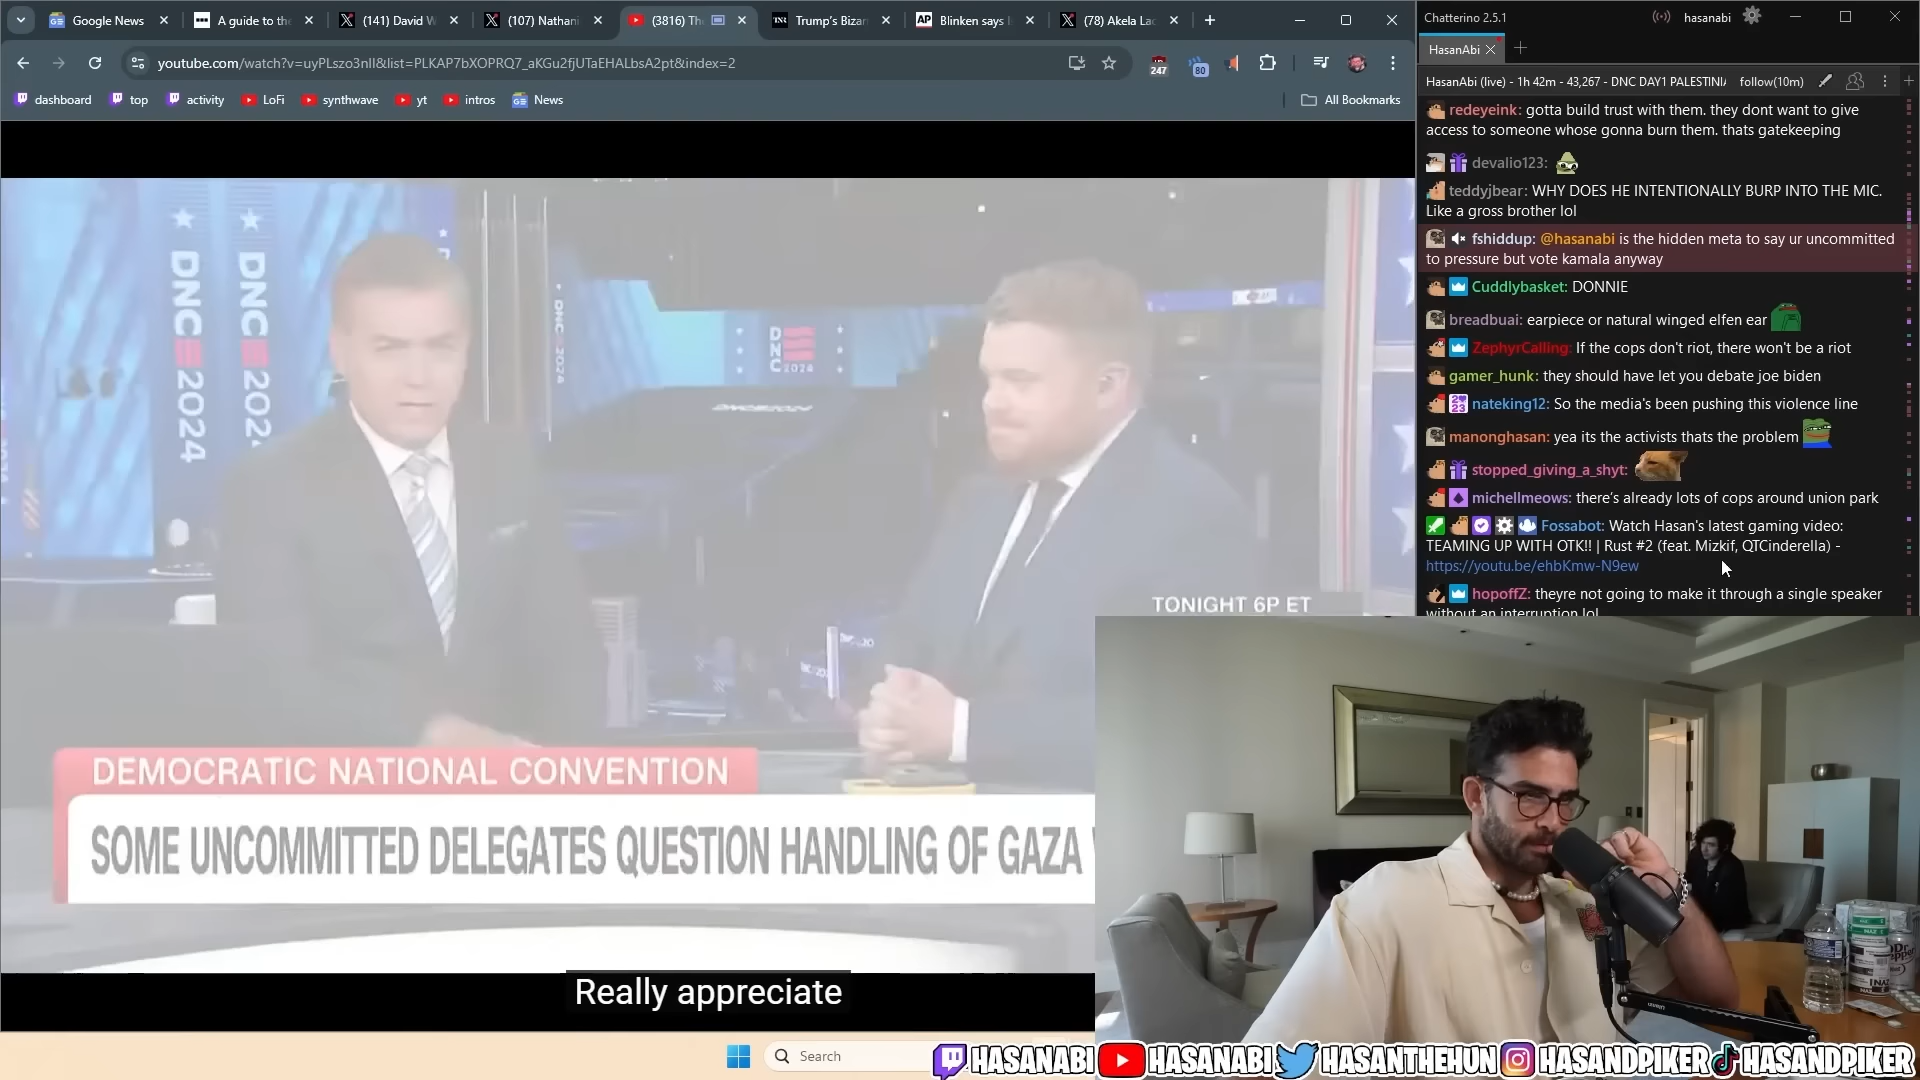 Google News
A guide to the
(141) David W
(107) Nathani
(3816) Th
Trump's Bizar
Blinken says I
(78) Akela Lac
youtube.com/watch?v=uyPLszo3nII&list=PLKAP7bXOPRQ7_aKGu2fjUTaEHALbsA2pt&index=2
247
80
dashboard
top
activity
LoFi
synthwave
yt
intros
News
All Bookmarks
DNC 2024
DNC 2024
DNC 2024
DNC 2024
TONIGHT 6P ET
DEMOCRATIC NATIONAL CONVENTION
SOME UNCOMMITTED DELEGATES QUESTION HANDLING OF GAZA
Really appreciate
Search
Chatterino 2.5.1
hasanabi
HasanAbi
HasanAbi (live) - 1h 42m - 43,267 - DNC DAY1 PALESTINIA
follow(10m)
redeyeink: gotta build trust with them. they dont want to give
access to someone whose gonna burn them. thats gatekeeping
devalio123:
teddyjbear: WHY DOES HE INTENTIONALLY BURP INTO THE MIC.
Like a gross brother lol
fshiddup: @hasanabi is the hidden meta to say ur uncommitted
to pressure but vote kamala anyway
Cuddlybasket: DONNIE
breadbuai: earpiece or natural winged elfen ear
ZephyrCalling: If the cops don't riot, there won't be a riot
gamer_hunk: they should have let you debate joe biden
nateking12: So the media's been pushing this violence line
manonghasan: yea its the activists thats the problem
stopped_giving_a_shyt:
michellmeows: there's already lots of cops around union park
Fossabot: Watch Hasan's latest gaming video:
TEAMING UP WITH OTK!! | Rust #2 (feat. Mizkif, QTCinderella) -
https://youtu.be/ehbKmw-N9ew
hopoffZ: theyre not going to make it through a single speaker
without an interruption lol
HASANABI
HASANABI
HASANTHEHUN
HASANDPIKER
HASANDPIKER